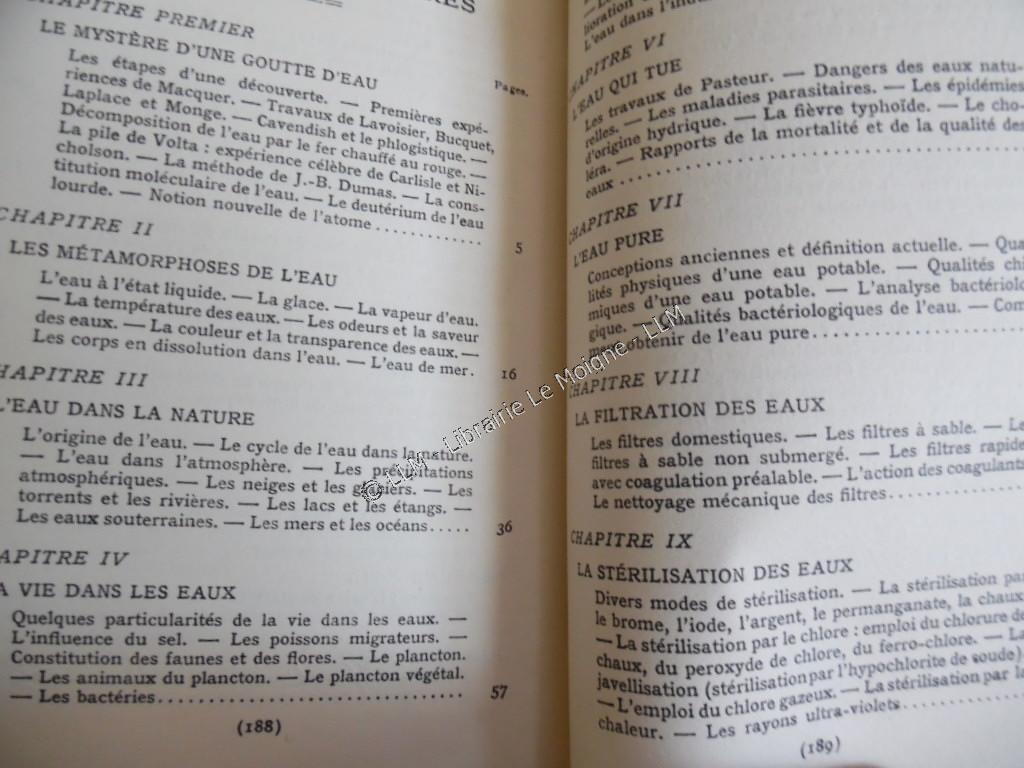 CHAPITRE PREMIER
LE MYSTÈRE D'UNE GOUTTE D'EAU
Pages.
Les étapes d'une découverte. — Premières expé-
riences de Macquer. — Travaux de Lavoisier, Bucquet,
Laplace et Monge. — Cavendish et le phlogistique. —
Décomposition de l'eau par le fer chauffé au rouge. —
La pile de Volta : expérience célèbre de Carlisle et Ni-
cholson. — La méthode de J.-B. Dumas. — La cons-
titution moléculaire de l'eau. — Le deutérium de l'eau
lourde. — Notion nouvelle de l'atome ............ 5
CHAPITRE II
LES MÉTAMORPHOSES DE L'EAU
L'eau à l'état liquide. — La glace. — La vapeur d'eau.
— La température des eaux. — Les odeurs et la saveur
des eaux. — La couleur et la transparence des eaux. —
Les corps en dissolution dans l'eau. — L'eau de mer. 16
CHAPITRE III
L'EAU DANS LA NATURE
L'origine de l'eau. — Le cycle de l'eau dans la nature.
— L'eau dans l'atmosphère. — Les précipitations
atmosphériques. — Les neiges et les glaciers. — Les
torrents et les rivières. — Les lacs et les étangs. —
Les eaux souterraines. — Les mers et les océans..... 36
APITRE IV
A VIE DANS LES EAUX
Quelques particularités de la vie dans les eaux. —
L'influence du sel. — Les poissons migrateurs. —
Constitution des faunes et des flores. — Le plancton.
— Les animaux du plancton. — Le plancton végétal.
— Les bactéries.................................. 57
(188)
CHAPITRE VI
L'EAU QUI TUE
Les travaux de Pasteur. — Dangers des eaux natu-
relles. — Les maladies parasitaires. — Les épidémies
d'origine hydrique. — La fièvre typhoïde. — Le cho-
léra. — Rapports de la mortalité et de la qualité des
eaux ..................................
CHAPITRE VII
L'EAU PURE
Conceptions anciennes et définition actuelle. — Qua
lités physiques d'une eau potable. — Qualités chi
miques d'une eau potable. — L'analyse bactériolo
gique. — Qualités bactériologiques de l'eau. — Com
ment obtenir de l'eau pure..................
CHAPITRE VIII
LA FILTRATION DES EAUX
Les filtres domestiques. — Les filtres à sable. — Le
filtres à sable non submergé. — Les filtres rapide
avec coagulation préalable. — L'action des coagulants
Le nettoyage mécanique des filtres..............
CHAPITRE IX
LA STÉRILISATION DES EAUX
Divers modes de stérilisation. — La stérilisation par
le brome, l'iode, l'argent, le permanganate, la chaux
— La stérilisation par le chlore : emploi du chlorure de
chaux, du peroxyde de chlore, du ferro-chlore. — La
javellisation (stérilisation par l'hypochlorite de soude)
— L'emploi du chlore gazeux. — La stérilisation par la
chaleur. — Les rayons ultra-violets..............
(189)
© LLM - Librairie Le Moigne - LLM